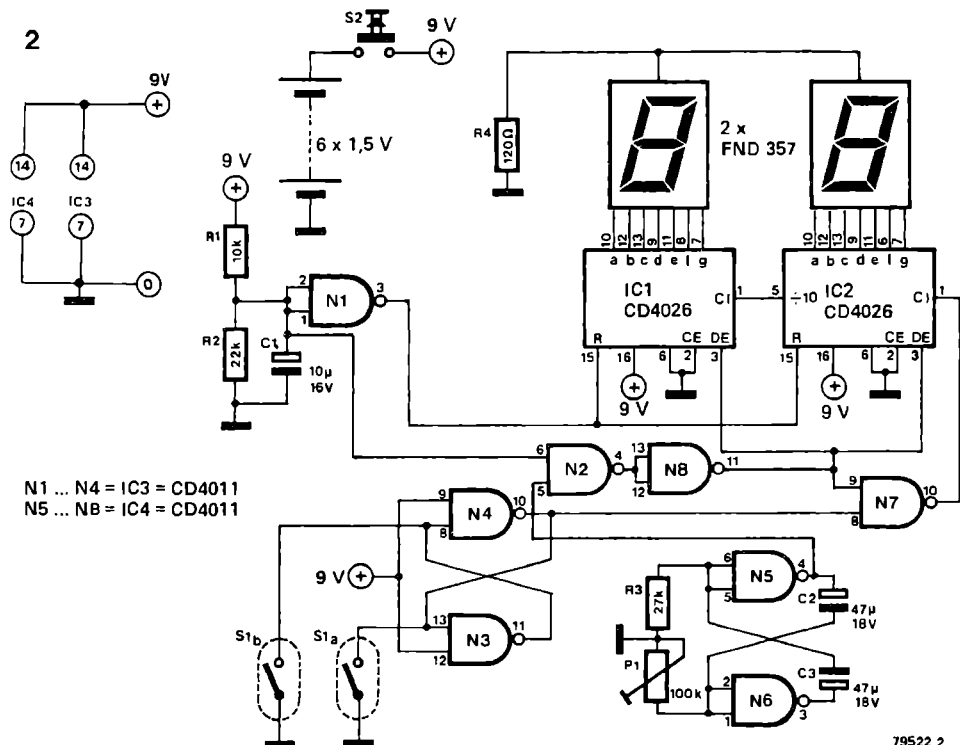 2
S2
9 V
9V
9 V
6 x 1,5 V
R4
120Ω
2 x
FND 357
14
14
IC4
IC3
7
7
0
9 V
R1
10k
R2
22k
2
1
N1
3
C1
10µ
16V
10 12 13 9 11 8 7
a b c d e f g
IC1
CD4026
CI
1
R
CE
DE
15
16
6
2
3
9 V
10 12 13 9 11 6 7
a b c d e f g
5
÷10
IC2
CD4026
CI
1
R
CE
DE
15
16
6
2
3
9 V
6
5
N2
4
13
12
N8
11
9
8
N7
10
N1 ... N4 = IC3 = CD4011
N5 ... N8 = IC4 = CD4011
9
8
N4
10
9 V
13
12
N3
11
S1b
S1a
R3
27k
P1
100k
6
5
N5
4
C2
47µ
18V
2
1
N6
3
C3
47µ
18V
79522 2